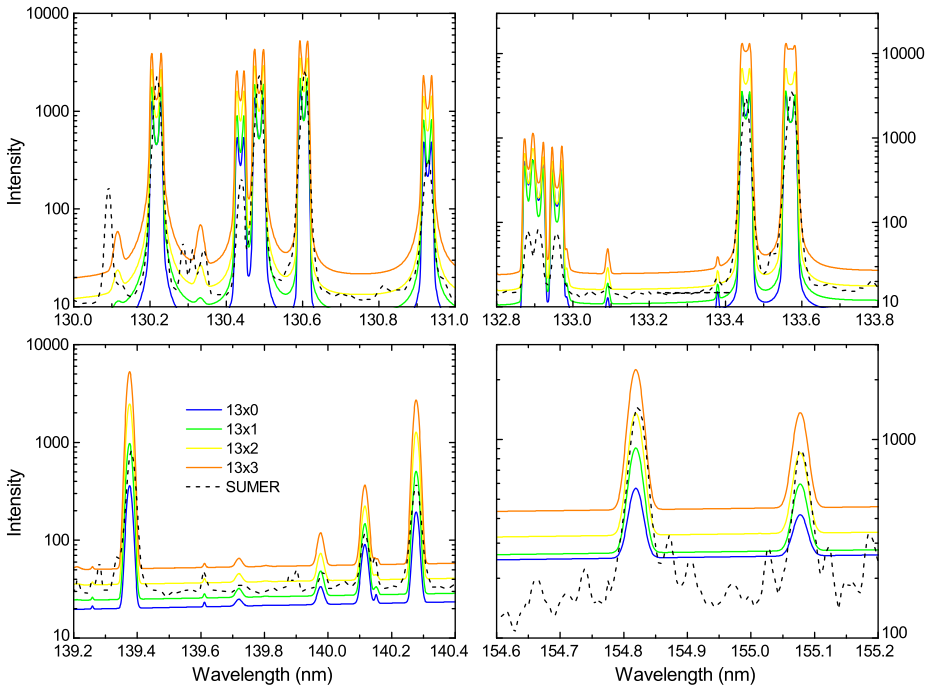 10000
1000
100
10
Intensity
130.0 130.2 130.4 130.6 130.8 131.0
10000
1000
100
10
132.8 133.0 133.2 133.4 133.6 133.8
10000
1000
100
10
Intensity
13x0
13x1
13x2
13x3
SUMER
139.2 139.4 139.6 139.8 140.0 140.2 140.4
Wavelength (nm)
1000
100
154.6 154.7 154.8 154.9 155.0 155.1 155.2
Wavelength (nm)